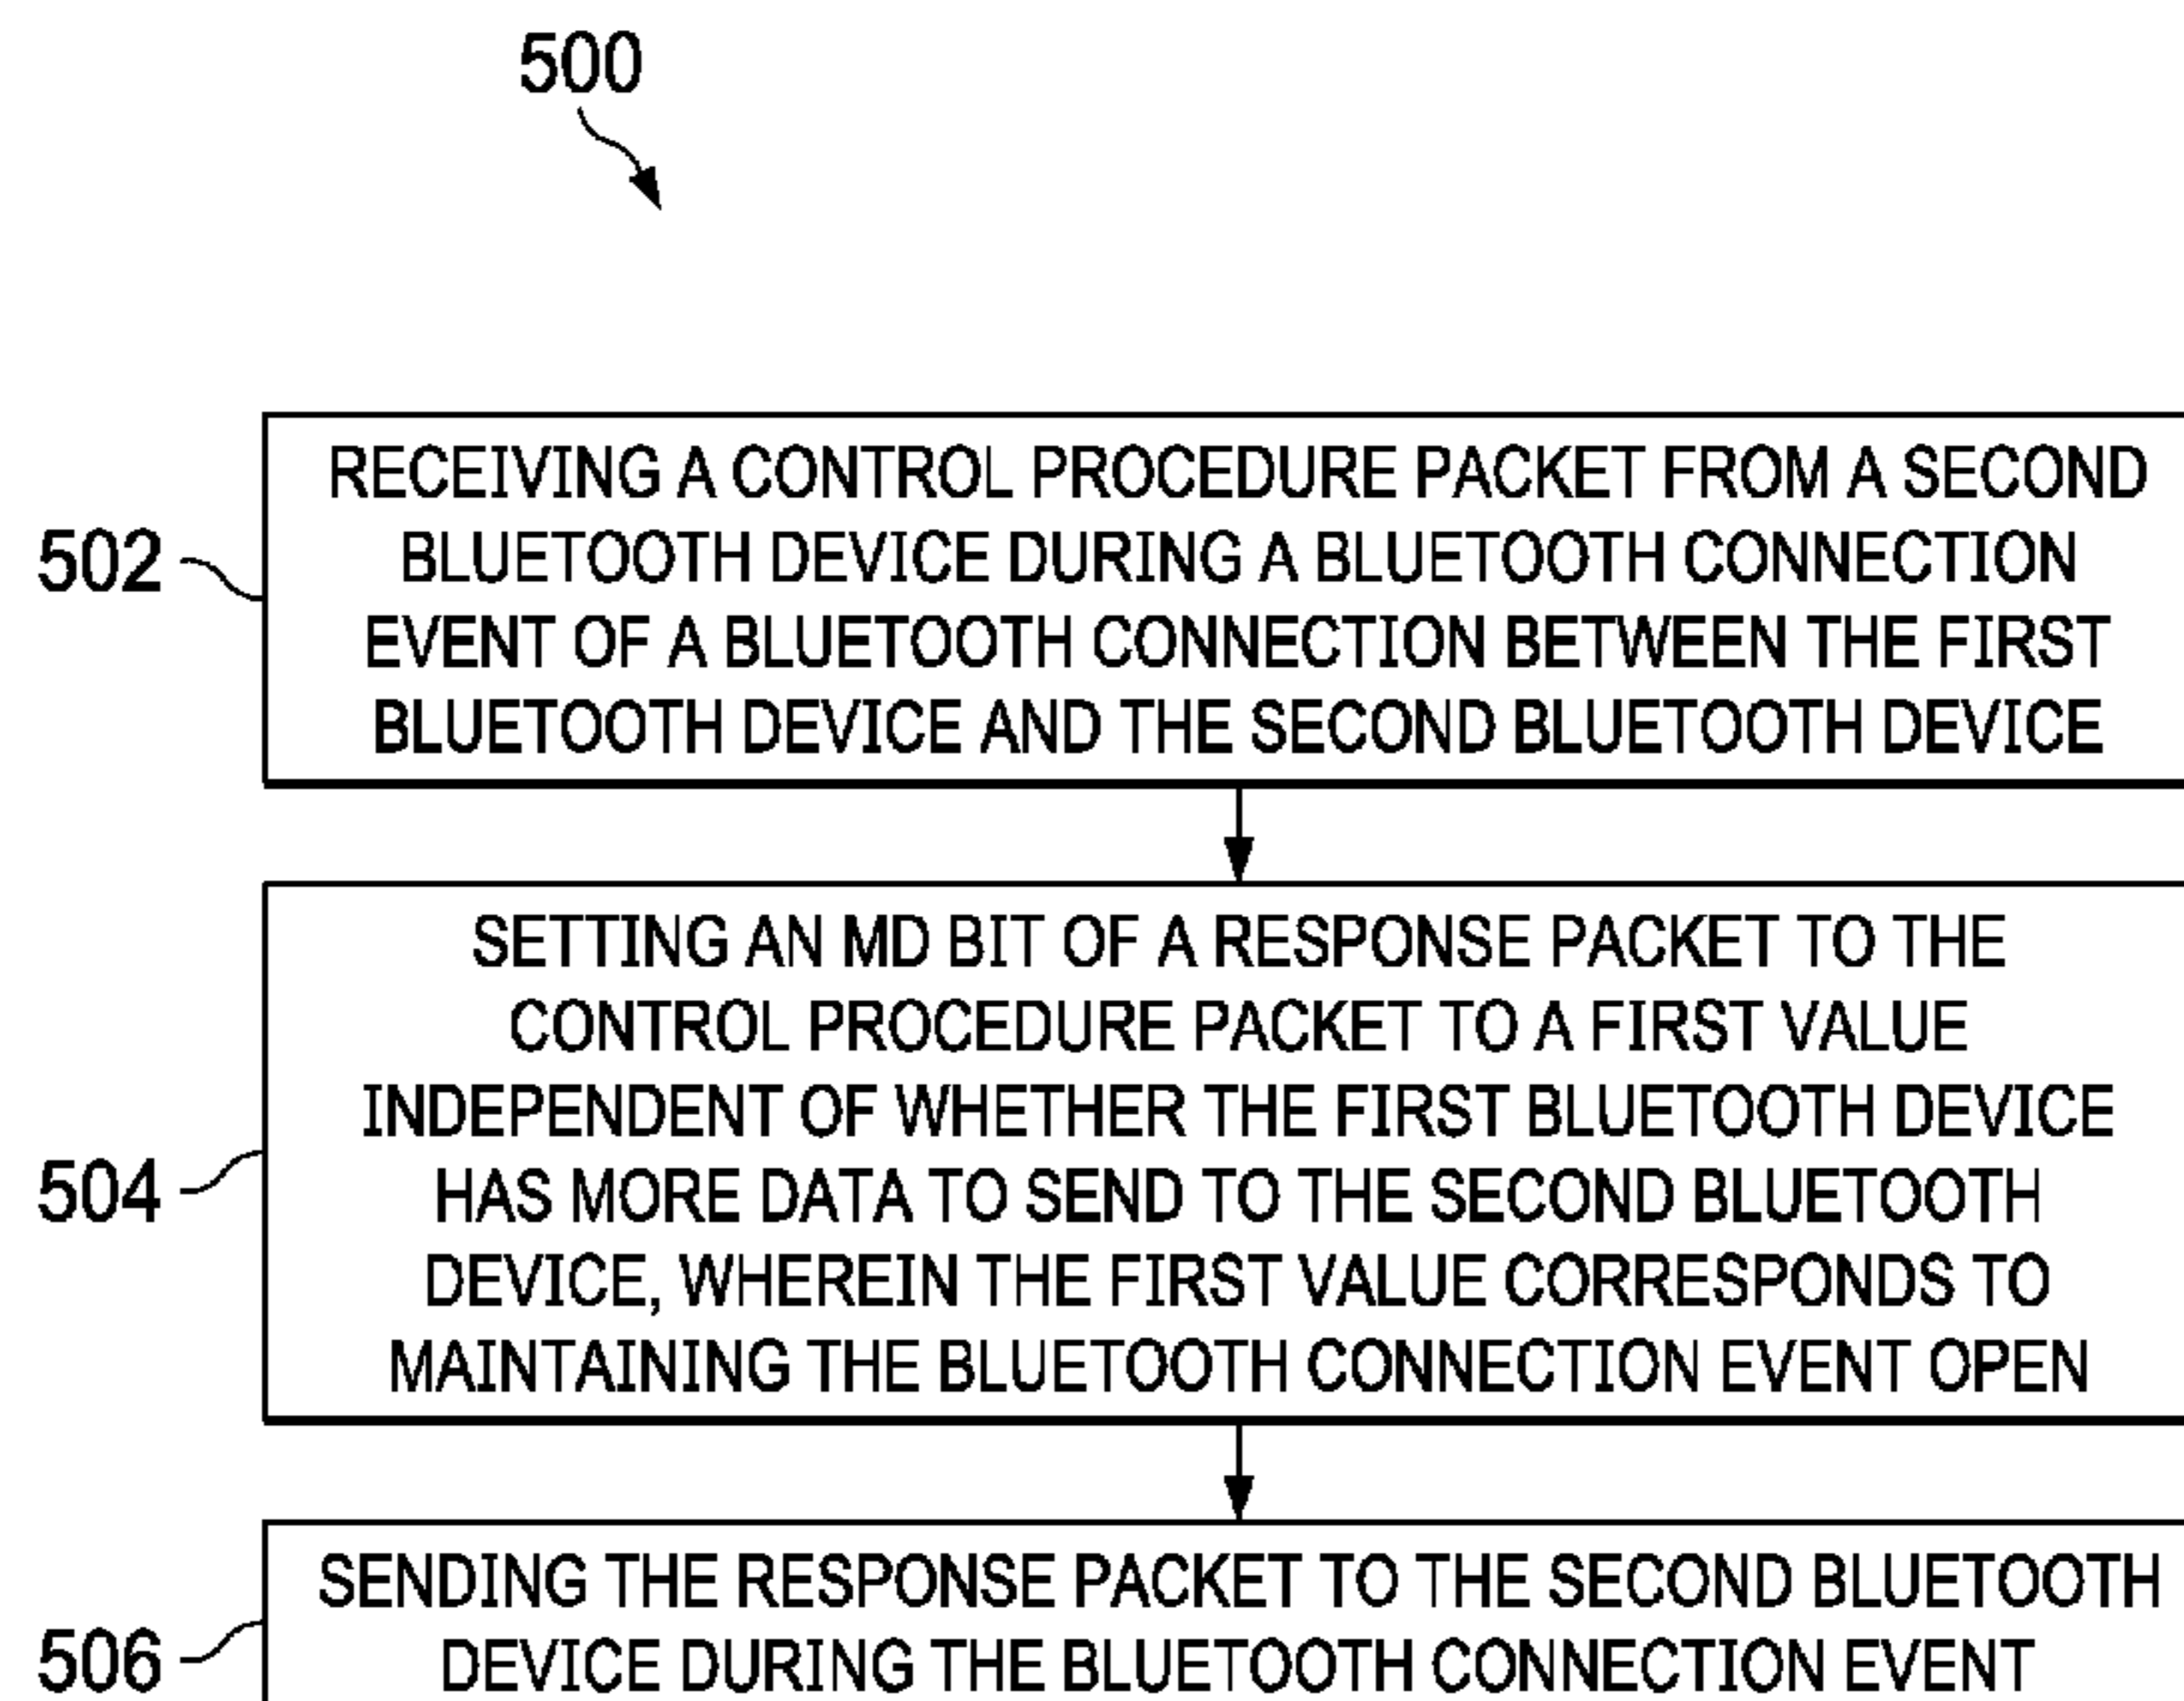 500
502
RECEIVING A CONTROL PROCEDURE PACKET FROM A SECOND
BLUETOOTH DEVICE DURING A BLUETOOTH CONNECTION
EVENT OF A BLUETOOTH CONNECTION BETWEEN THE FIRST
BLUETOOTH DEVICE AND THE SECOND BLUETOOTH DEVICE
504
SETTING AN MD BIT OF A RESPONSE PACKET TO THE
CONTROL PROCEDURE PACKET TO A FIRST VALUE
INDEPENDENT OF WHETHER THE FIRST BLUETOOTH DEVICE
HAS MORE DATA TO SEND TO THE SECOND BLUETOOTH
DEVICE, WHEREIN THE FIRST VALUE CORRESPONDS TO
MAINTAINING THE BLUETOOTH CONNECTION EVENT OPEN
506
SENDING THE RESPONSE PACKET TO THE SECOND BLUETOOTH
DEVICE DURING THE BLUETOOTH CONNECTION EVENT